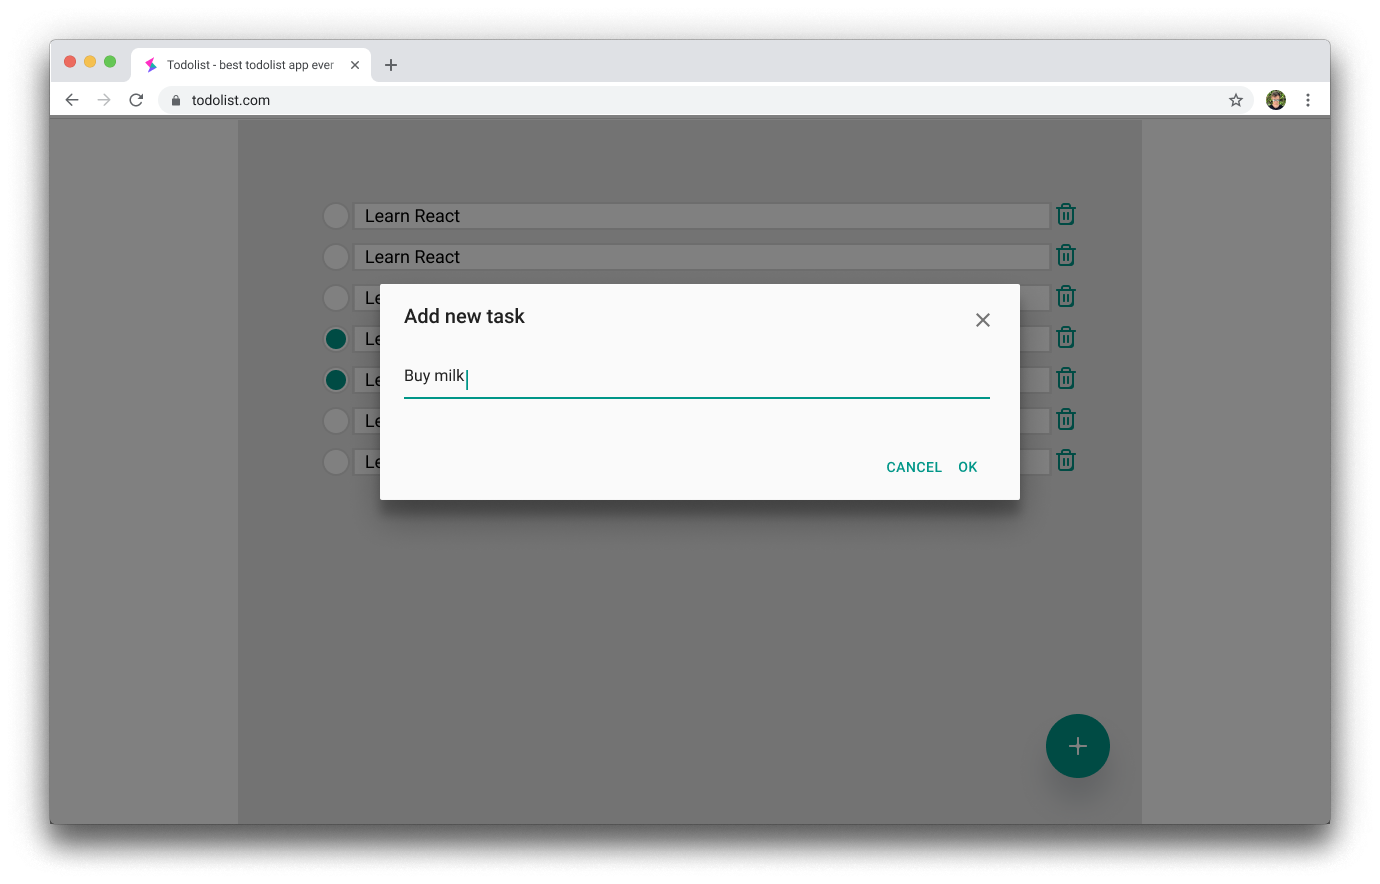 Todolist - best todolist app ever
todolist.com
Learn React
Learn React
Le
Add new task
Le
Buy milk
Le
Le
CANCEL OK
Le